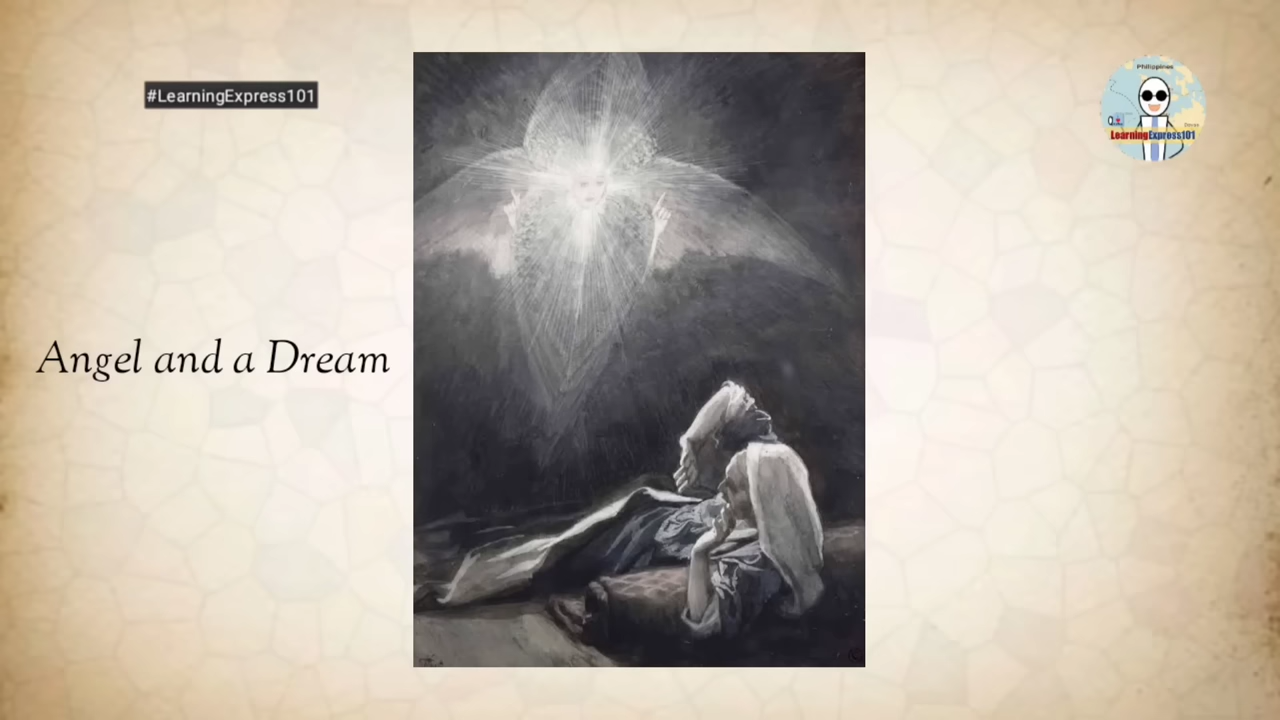 #LearningExpress101
Philippines
LearningExpress101
Angel and a Dream